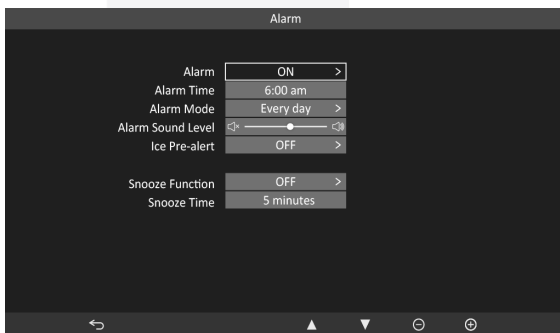 Alarm
Alarm ON >
Alarm Time 6:00 am
Alarm Mode Every day >
Alarm Sound Level
Ice Pre-alert OFF >
Snooze Function OFF >
Snooze Time 5 minutes